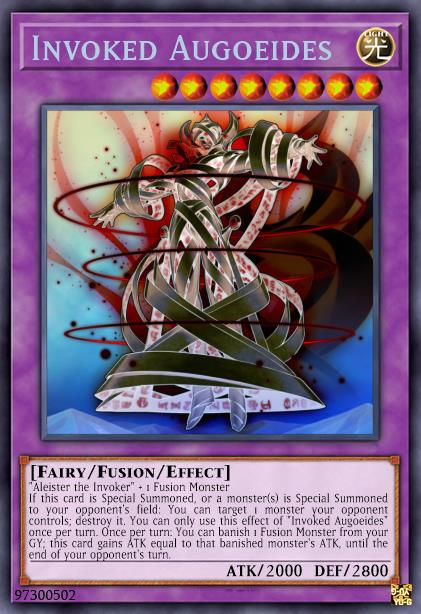 INVOKED AUGOEIDES
LIGHT
光
[FAIRY/FUSION/EFFECT]
"Aleister the Invoker" + 1 Fusion Monster
If this card is Special Summoned, or a monster(s) is Special Summoned
to your opponent's field: You can target 1 monster your opponent
controls; destroy it. You can only use this effect of "Invoked Augoeides"
once per turn. Once per turn: You can banish 1 Fusion Monster from your
GY; this card gains ATK equal to that banished monster's ATK, until the
end of your opponent's turn.
ATK/2000 DEF/2800
97300502